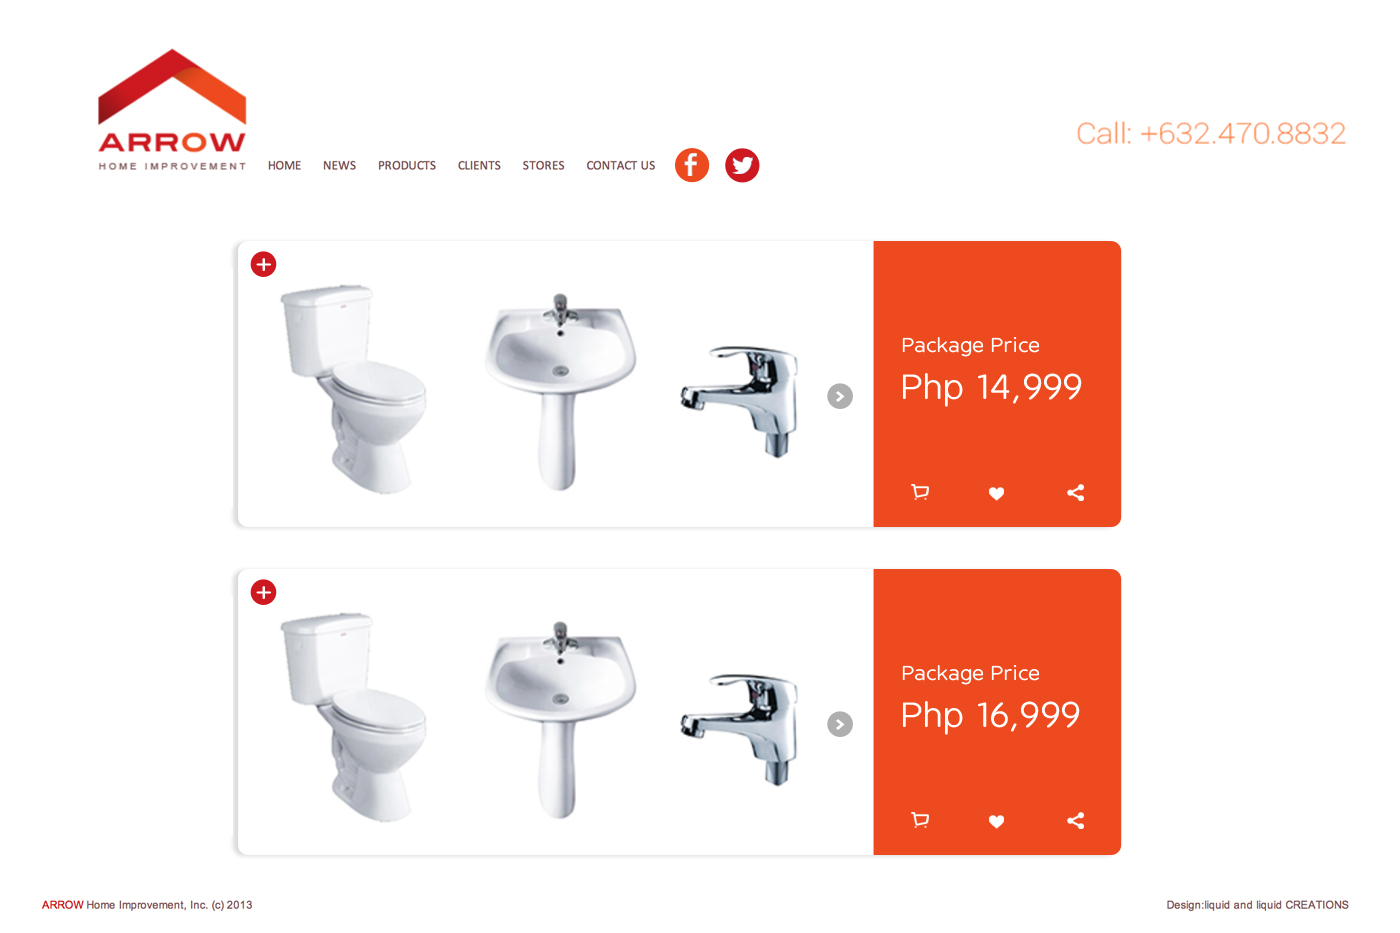 ARROW
HOME IMPROVEMENT
HOME NEWS PRODUCTS CLIENTS STORES CONTACT US
Call: +632.470.8832
Package Price
Php 14,999
Package Price
Php 16,999
ARROW Home Improvement, Inc. (c) 2013
Design:liquid and liquid CREATIONS